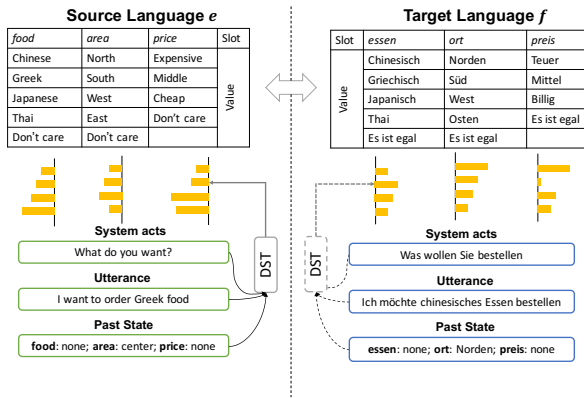 Source Language e
food area price Slot
Chinese North Expensive
Greek South Middle
Japanese West Cheap
Thai East Don't care
Don't care Don't care
Value
System acts
What do you want?
Utterance
I want to order Greek food
Past State
food: none; area: center; price: none
DST
Target Language f
Slot essen ort preis
Chinesisch Norden Teuer
Griechisch Süd Mittel
Japanisch West Billig
Thai Osten Es ist egal
Es ist egal Es ist egal
Value
System acts
Was wollen Sie bestellen
Utterance
Ich möchte chinesisches Essen bestellen
Past State
essen: none; ort: Norden; preis: none
DST